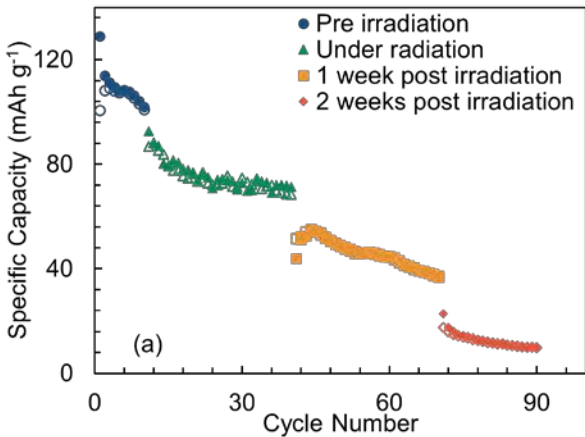 Pre irradiation
Under radiation
1 week post irradiation
2 weeks post irradiation
Specific Capacity (mAh g⁻¹)
120
80
40
0
(a)
0
30
60
90
Cycle Number